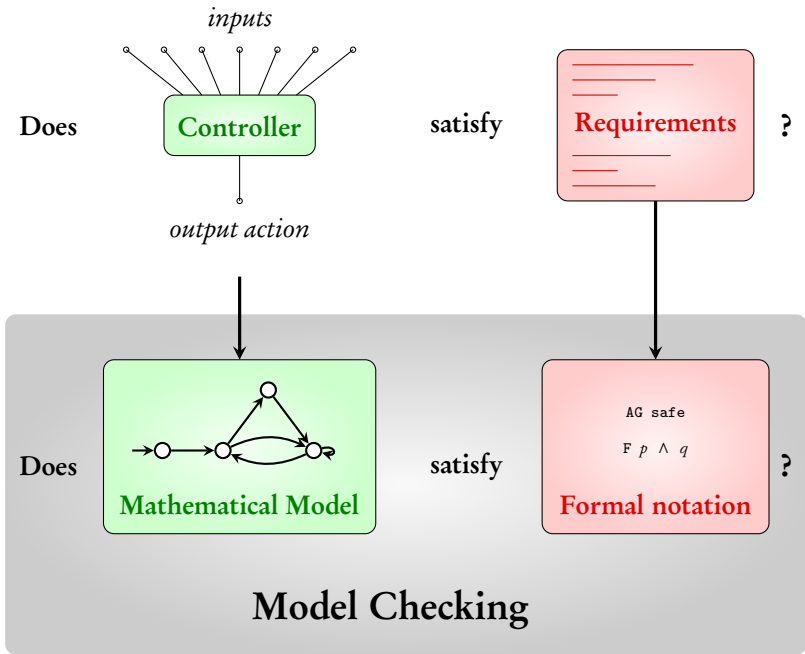 inputs
Does Controller satisfy Requirements ?
output action
AG safe
F p ∧ q
Does satisfy ?
Mathematical Model Formal notation
Model Checking